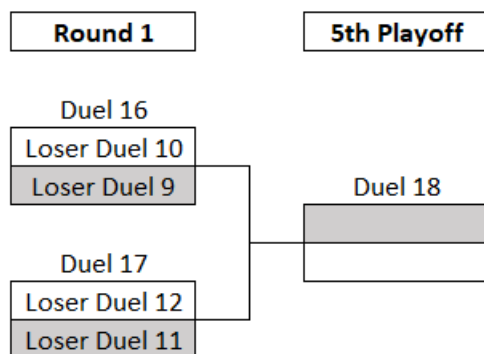 Round 1
5th Playoff
Duel 16
Loser Duel 10
Loser Duel 9
Duel 18
Duel 17
Loser Duel 12
Loser Duel 11